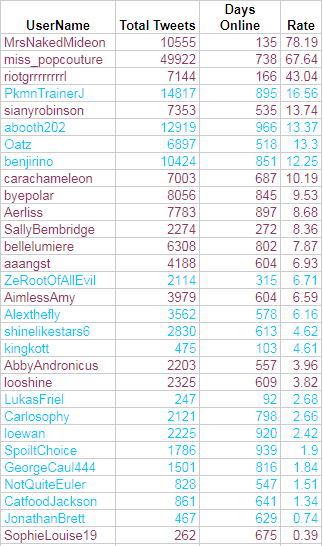 Days
UserName Total Tweets Online Rate
MrsNakedMideon 10555 135 78.19
miss_popcouture 49922 738 67.64
riotgrrrrrrrrl 7144 166 43.04
PkmnTrainerJ 14817 895 16.56
sianyrobinson 7353 535 13.74
abooth202 12919 966 13.37
Oatz 6897 518 13.3
benjirino 10424 851 12.25
carachameleon 7003 687 10.19
byepolar 8056 845 9.53
Aerliss 7783 897 8.68
SallyBembridge 2274 272 8.36
bellelumiere 6308 802 7.87
aaangst 4188 604 6.93
ZeRootOfAllEvil 2114 315 6.71
AimlessAmy 3979 604 6.59
Alexthefly 3562 578 6.16
shinelikestars6 2830 613 4.62
kingkott 475 103 4.61
AbbyAndronicus 2203 557 3.96
looshine 2325 609 3.82
LukasFriel 247 92 2.68
Carlosophy 2121 798 2.66
loewan 2225 920 2.42
SpoiltChoice 1786 939 1.9
GeorgeCaul444 1501 816 1.84
NotQuiteEuler 828 547 1.51
CatfoodJackson 861 641 1.34
JonathanBrett 467 629 0.74
SophieLouise19 262 675 0.39